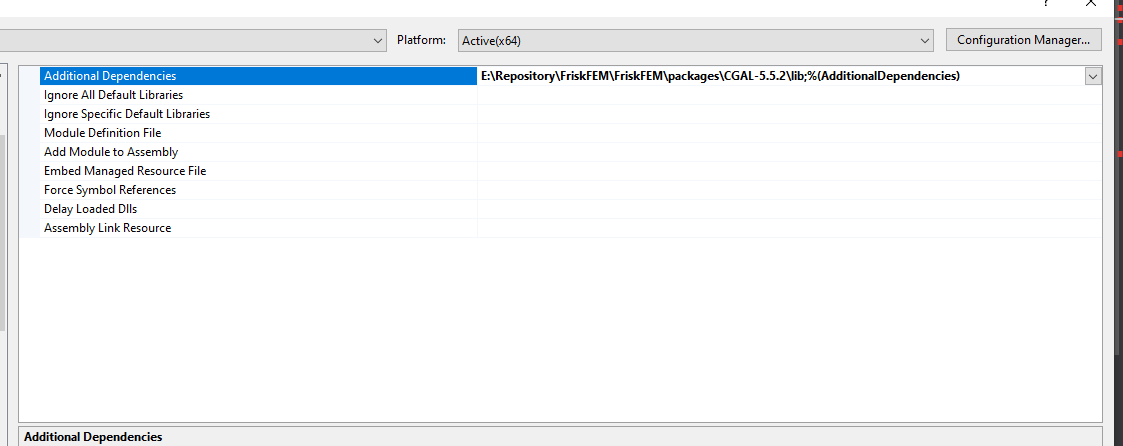 Platform:
Active(x64)
Configuration Manager...
Additional Dependencies
E:\Repository\FriskFEM\FriskFEM\packages\CGAL-5.5.2\lib;%(AdditionalDependencies)
Ignore All Default Libraries
Ignore Specific Default Libraries
Module Definition File
Add Module to Assembly
Embed Managed Resource File
Force Symbol References
Delay Loaded Dlls
Assembly Link Resource
Additional Dependencies